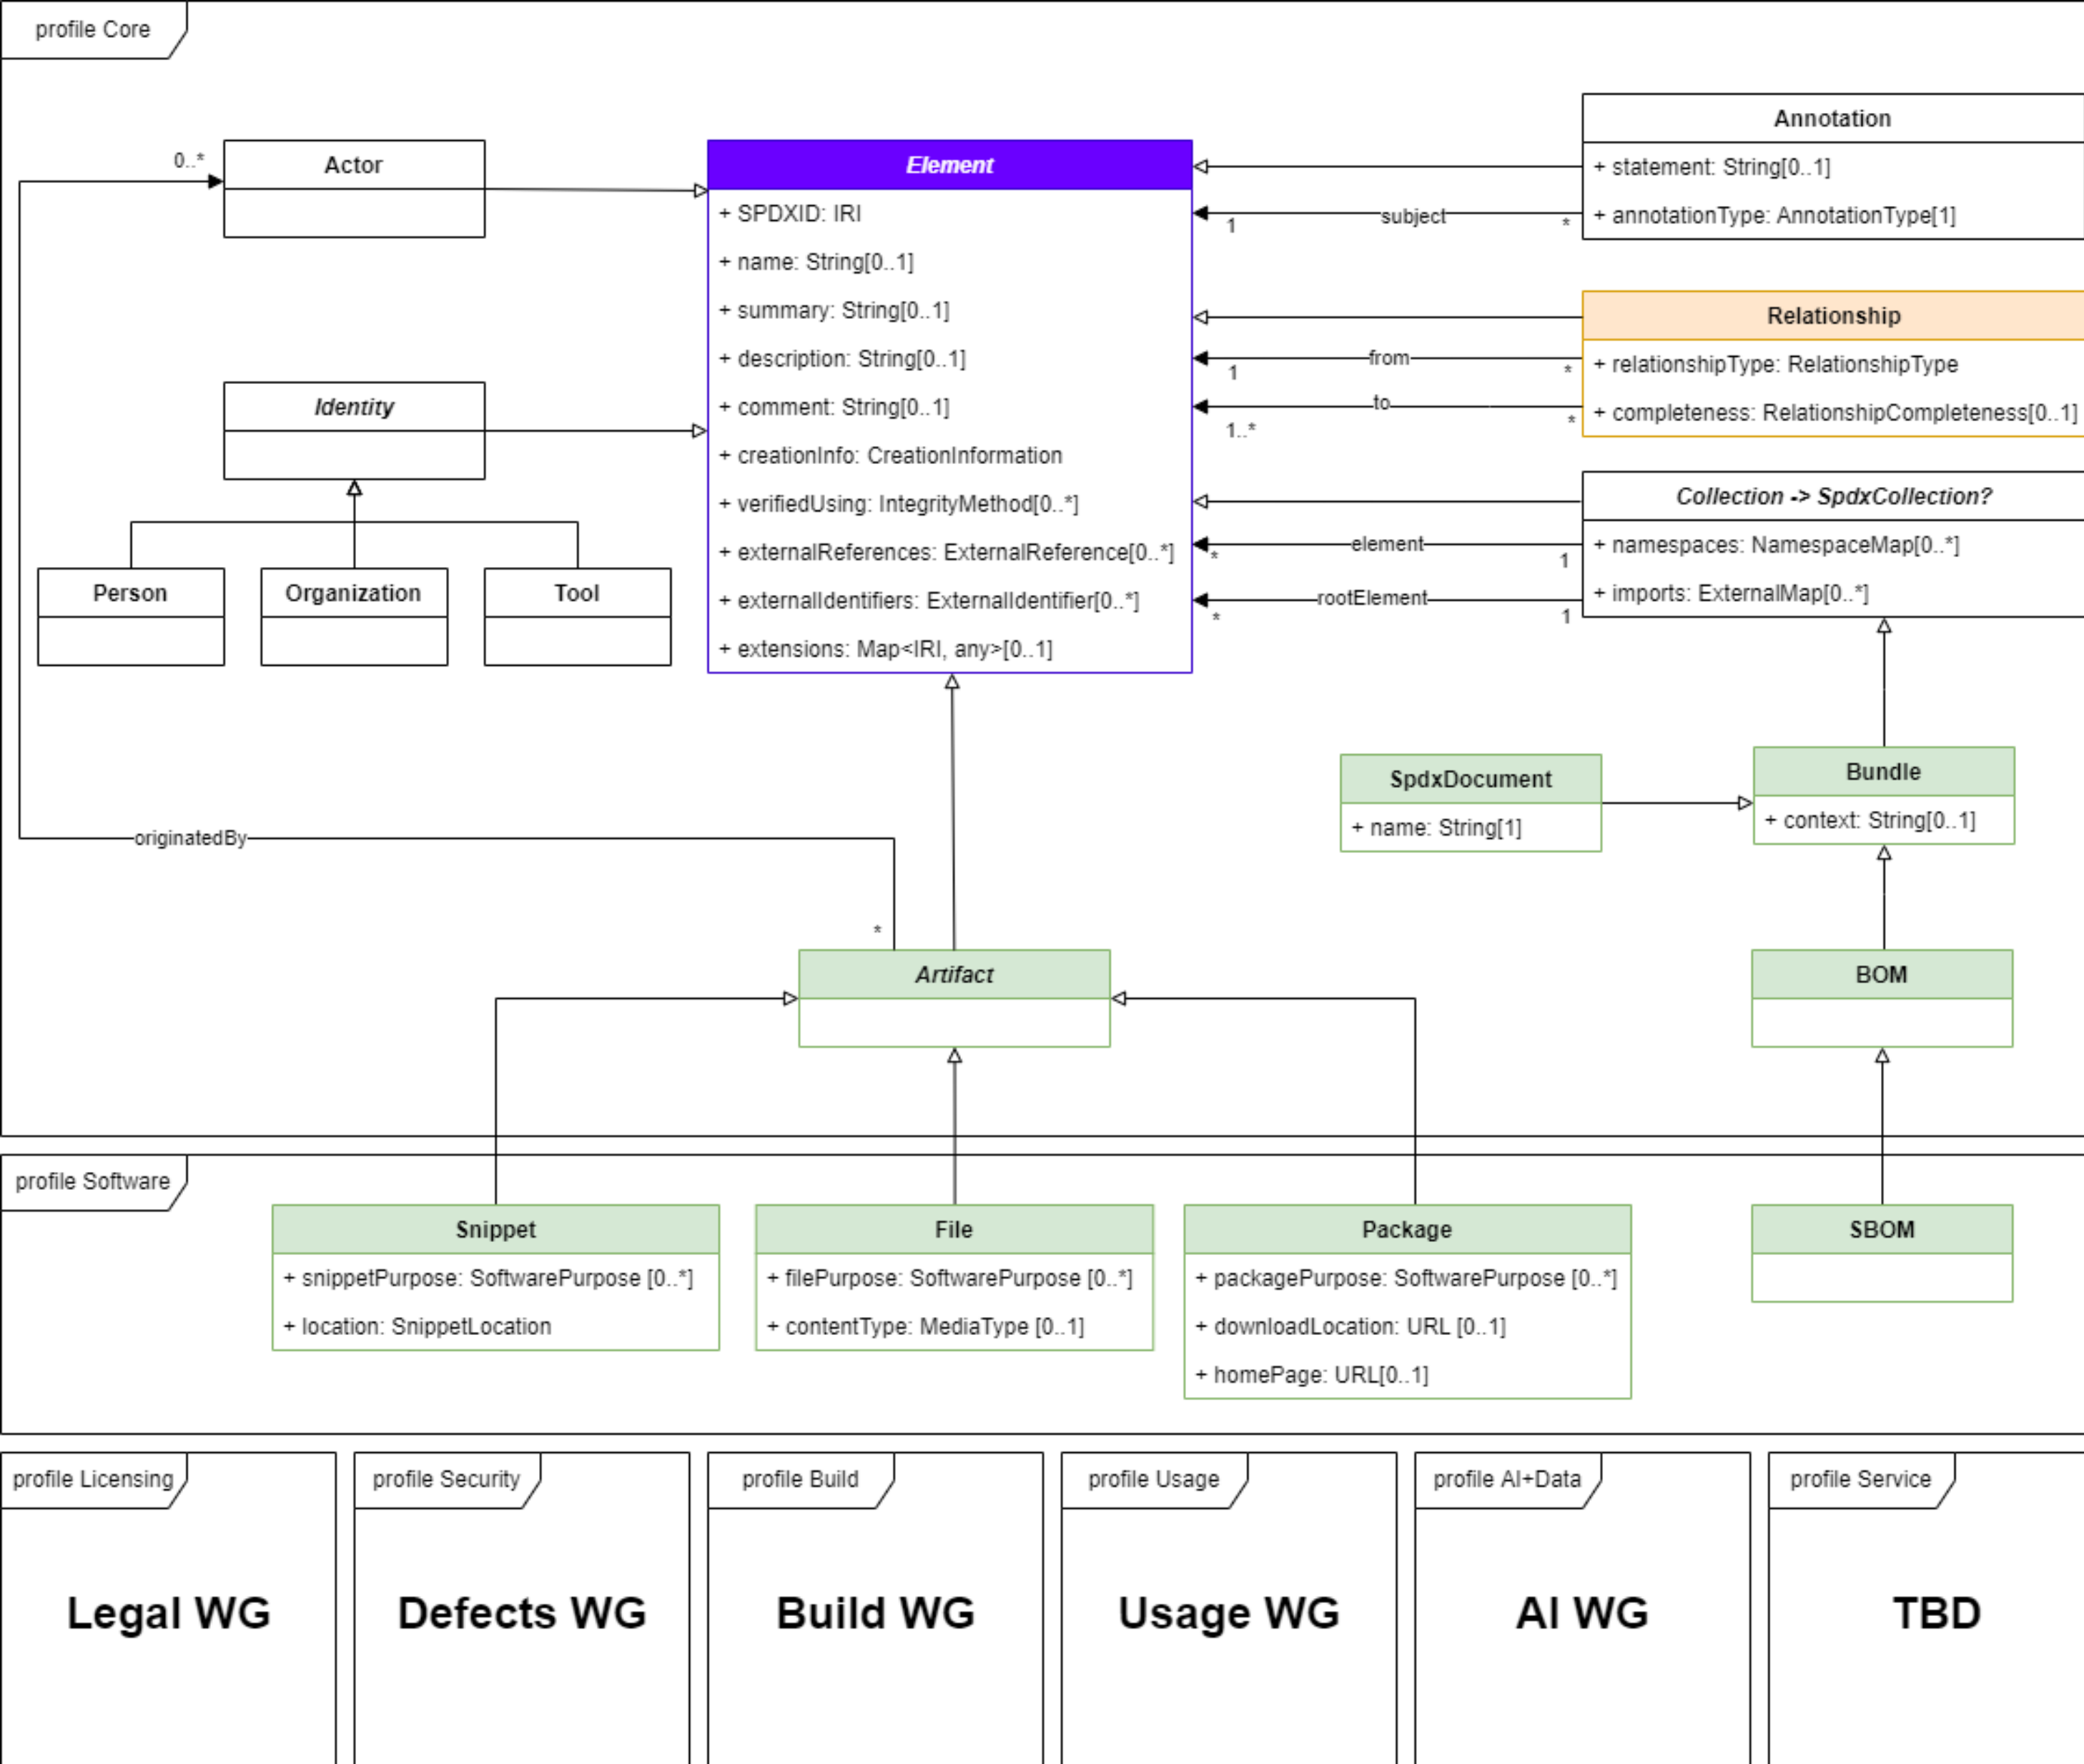 profile Core
Actor
0..*
Element
+ SPDXID: IRI
+ name: String[0..1]
+ summary: String[0..1]
+ description: String[0..1]
+ comment: String[0..1]
+ creationInfo: CreationInformation
+ verifiedUsing: IntegrityMethod[0..*]
+ externalReferences: ExternalReference[0..*]
+ externalIdentifiers: ExternalIdentifier[0..*]
+ extensions: Map<IRI, any>[0..1]
Annotation
+ statement: String[0..1]
+ annotationType: AnnotationType[1]
1
subject
*
Relationship
+ relationshipType: RelationshipType
+ completeness: RelationshipCompleteness[0..1]
1
from
*
1..*
to
*
Collection -> SpdxCollection?
+ namespaces: NamespaceMap[0..*]
+ imports: ExternalMap[0..*]
*
element
1
*
rootElement
1
Identity
Person
Organization
Tool
originatedBy
*
SpdxDocument
+ name: String[1]
Bundle
+ context: String[0..1]
Artifact
BOM
profile Software
Snippet
+ snippetPurpose: SoftwarePurpose [0..*]
+ location: SnippetLocation
File
+ filePurpose: SoftwarePurpose [0..*]
+ contentType: MediaType [0..1]
Package
+ packagePurpose: SoftwarePurpose [0..*]
+ downloadLocation: URL [0..1]
+ homePage: URL[0..1]
SBOM
profile Licensing
Legal WG
profile Security
Defects WG
profile Build
Build WG
profile Usage
Usage WG
profile AI+Data
AI WG
profile Service
TBD